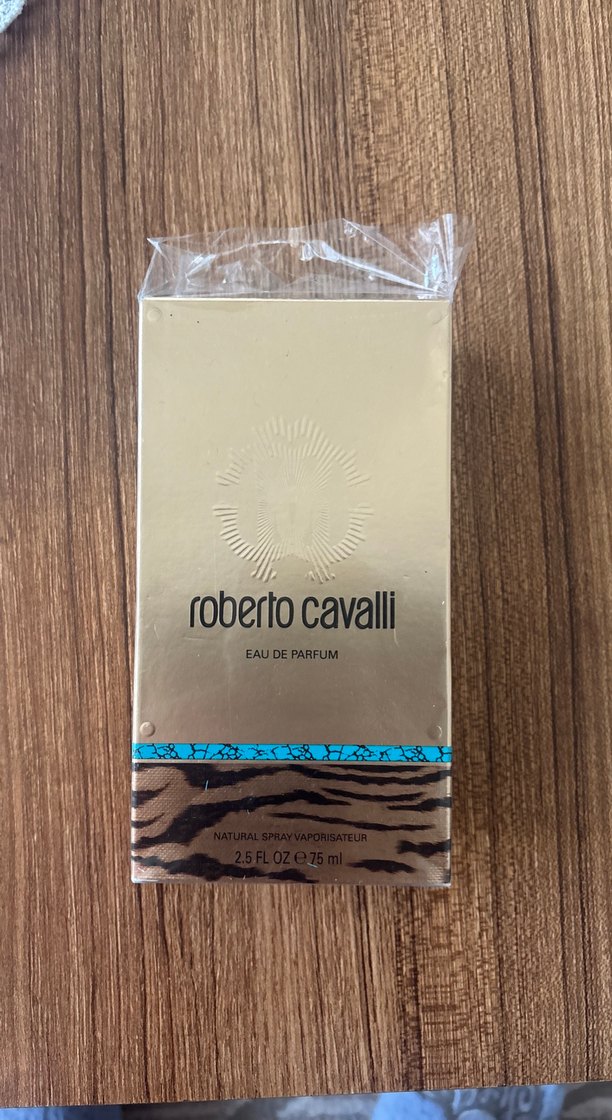 roberto cavalli
EAU DE PARFUM
NATURAL SPRAY VAPORISATEUR
2.5 FL OZ ℮ 75 ml